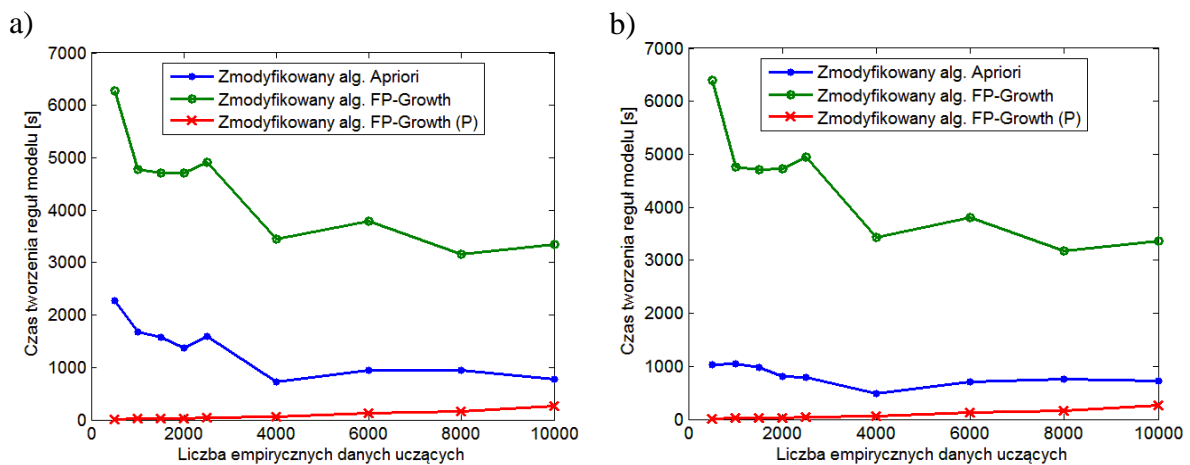 a)
7000
6000
5000
4000
3000
2000
1000
0
Czas tworzenia reguł modelu [s]
Zmodyfikowany alg. Apriori
Zmodyfikowany alg. FP-Growth
Zmodyfikowany alg. FP-Growth (P)
0 2000 4000 6000 8000 10000
Liczba empirycznych danych uczących
b)
7000
6000
5000
4000
3000
2000
1000
0
Czas tworzenia reguł modelu [s]
Zmodyfikowany alg. Apriori
Zmodyfikowany alg. FP-Growth
Zmodyfikowany alg. FP-Growth (P)
0 2000 4000 6000 8000 10000
Liczba empirycznych danych uczących